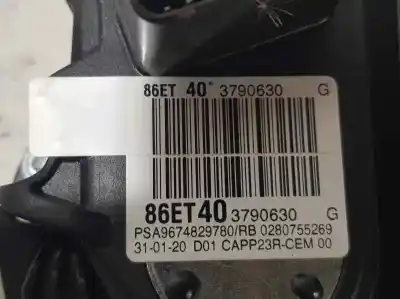 86ET 40* 3790630 G
86ET40 3790630 G
PSA9674829780/RB 0280755269
31-01-20 D01 CAPP23R-CEM 00